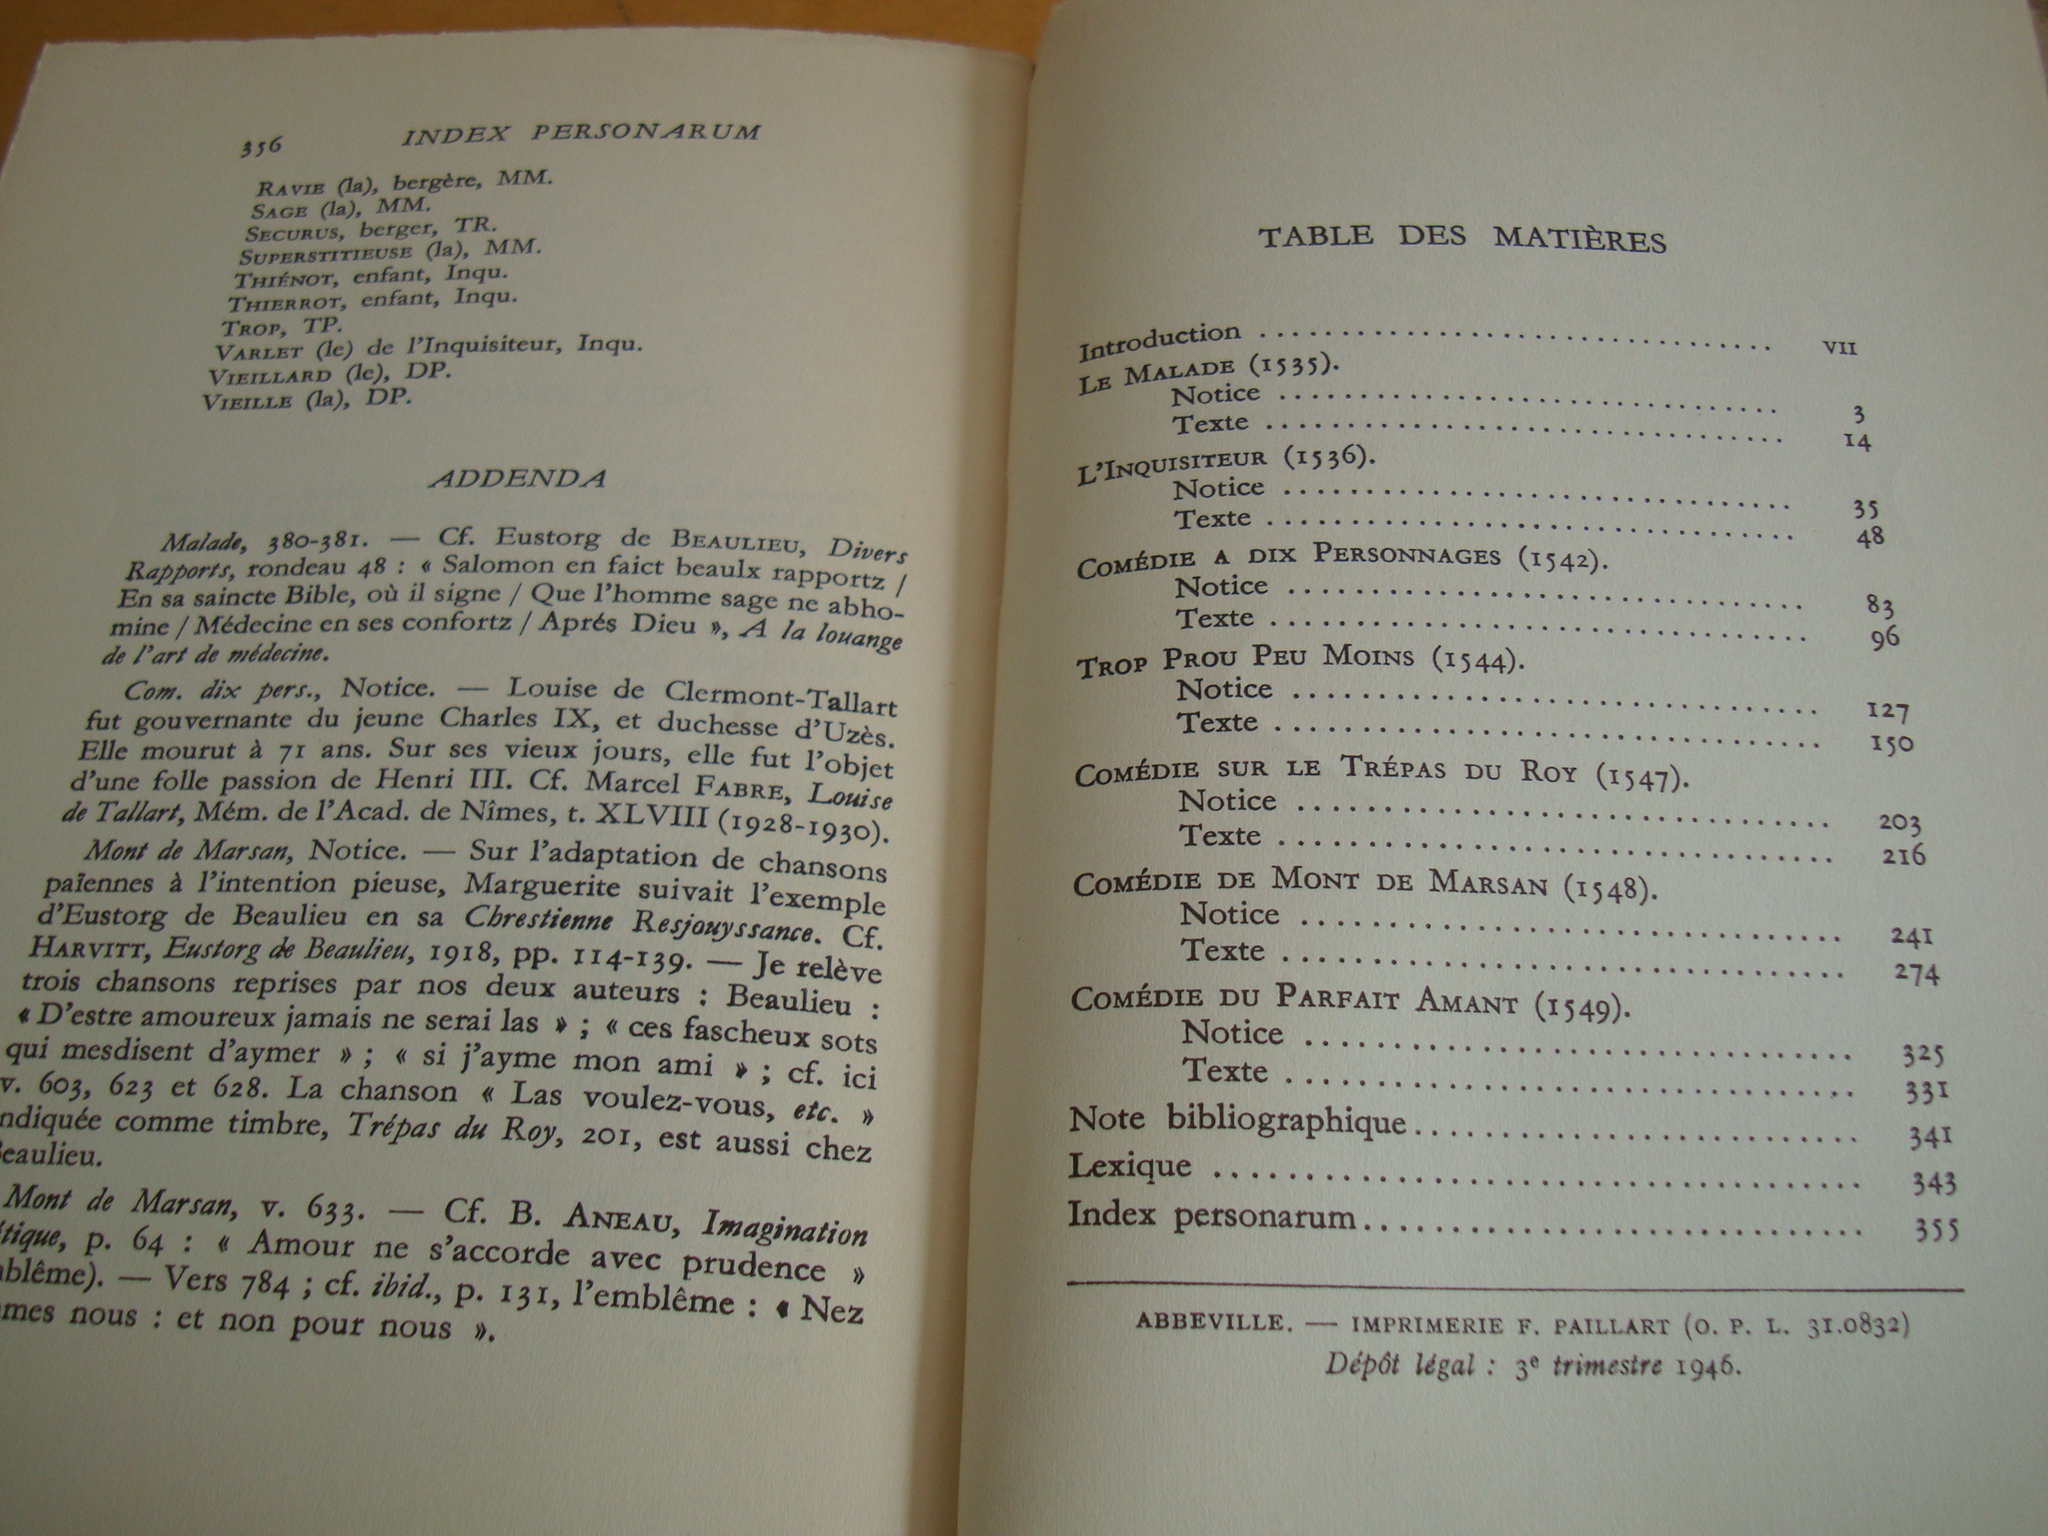 356 INDEX PERSONARUM
RAVIE (la), bergère, MM.
SAGE (la), MM.
SECURUS, berger, TR.
SUPERSTITIEUSE (la), MM.
THIÉNOT, enfant, Inqu.
THIERROT, enfant, Inqu.
TROP, TP.
VARLET (le) de l'Inquisiteur, Inqu.
VIEILLARD (le), DP.
VIEILLE (la), DP.
ADDENDA
Malade, 380-381. — Cf. Eustorg de BEAULIEU, Divers
Rapports, rondeau 48 : « Salomon en faict beaulx rapportz /
En sa saincte Bible, où il signe / Que l'homme sage ne abho-
mine / Médecine en ses confortz / Aprés Dieu », A la louange
de l'art de médecine.
Com. dix pers., Notice. — Louise de Clermont-Tallart
fut gouvernante du jeune Charles IX, et duchesse d'Uzès.
Elle mourut à 71 ans. Sur ses vieux jours, elle fut l'objet
d'une folle passion de Henri III. Cf. Marcel FABRE, Louise
de Tallart, Mém. de l'Acad. de Nîmes, t. XLVIII (1928-1930).
Mont de Marsan, Notice. — Sur l'adaptation de chansons
païennes à l'intention pieuse, Marguerite suivait l'exemple
d'Eustorg de Beaulieu en sa Chrestienne Resjouyssance. Cf.
HARVITT, Eustorg de Beaulieu, 1918, pp. 114-139. — Je relève
trois chansons reprises par nos deux auteurs : Beaulieu :
« D'estre amoureux jamais ne serai las » ; « ces fascheux sots
qui mesdisent d'aymer » ; « si j'ayme mon ami » ; cf. ici
v. 603, 623 et 628. La chanson « Las voulez-vous, etc. »
ndiquée comme timbre, Trépas du Roy, 201, est aussi chez
eaulieu.
Mont de Marsan, v. 633. — Cf. B. ANEAU, Imagination
tique, p. 64 : « Amour ne s'accorde avec prudence »
blême). — Vers 784 ; cf. ibid., p. 131, l'emblême : « Nez
mes nous : et non pour nous ».
TABLE DES MATIÈRES
Introduction .................................. VII
LE MALADE (1535).
Notice .................................. 3
Texte .................................. 14
L'INQUISITEUR (1536).
Notice .................................. 35
Texte .................................. 48
COMÉDIE A DIX PERSONNAGES (1542).
Notice .................................. 83
Texte .................................. 96
TROP PROU PEU MOINS (1544).
Notice .................................. 127
Texte .................................. 150
COMÉDIE SUR LE TRÉPAS DU ROY (1547).
Notice .................................. 203
Texte .................................. 216
COMÉDIE DE MONT DE MARSAN (1548).
Notice .................................. 241
Texte .................................. 274
COMÉDIE DU PARFAIT AMANT (1549).
Notice .................................. 325
Texte .................................. 331
Note bibliographique............................ 341
Lexique .................................. 343
Index personarum............................... 355
ABBEVILLE. — IMPRIMERIE F. PAILLART (O. P. L. 31.0832)
Dépôt légal : 3e trimestre 1946.